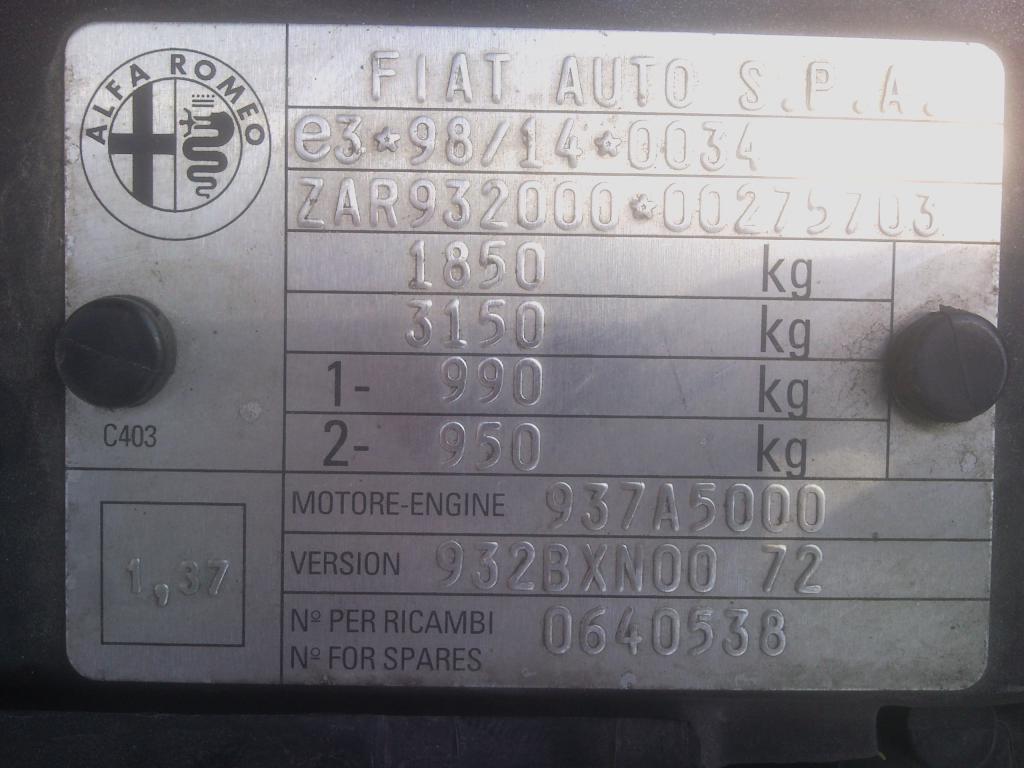 ALFA ROMEO
FIAT AUTO S.P.A.
e3*98/14*0034
ZAR932000*00275703
1850 kg
3150 kg
1- 990 kg
2- 950 kg
C403
MOTORE-ENGINE 937A5000
1,37
VERSION 932BXN00 72
Nº PER RICAMBI 0640538
Nº FOR SPARES